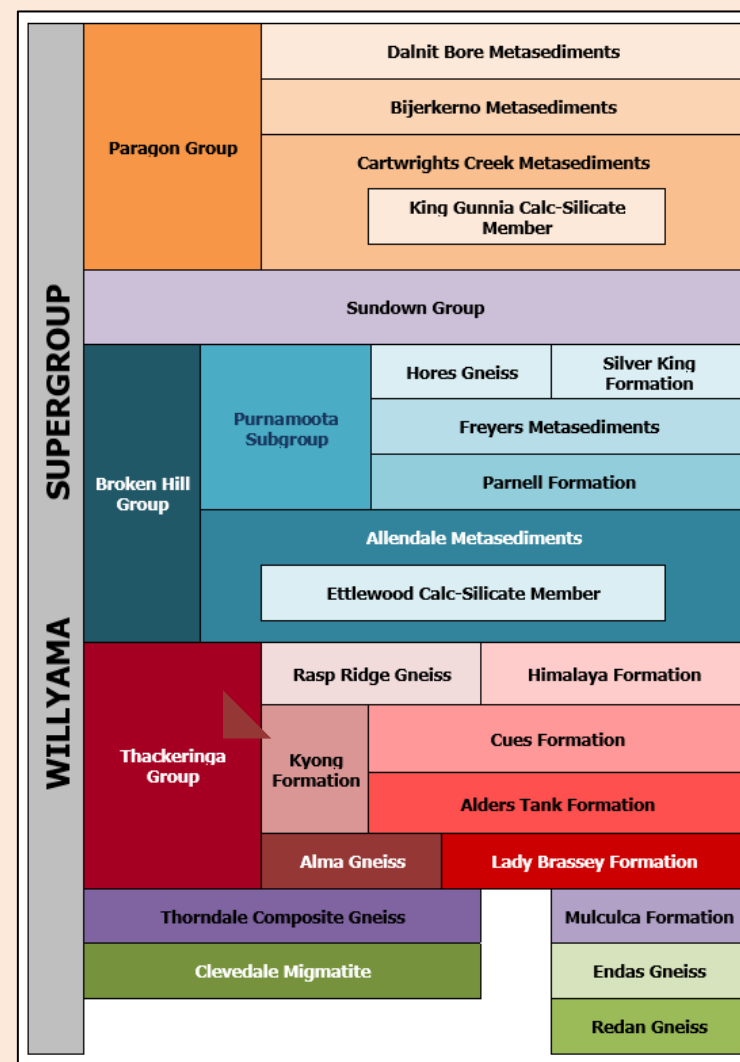 WILLYAMA SUPERGROUP
Paragon Group
Dalnit Bore Metasediments
Bijerkerno Metasediments
Cartwrights Creek Metasediments
King Gunnia Calc-Silicate
Member
Sundown Group
Broken Hill
Group
Purnamoota
Subgroup
Hores Gneiss
Silver King
Formation
Freyers Metasediments
Parnell Formation
Allendale Metasediments
Ettlewood Calc-Silicate Member
Thackeringa
Group
Rasp Ridge Gneiss
Himalaya Formation
Kyong
Formation
Cues Formation
Alders Tank Formation
Alma Gneiss
Lady Brassey Formation
Thorndale Composite Gneiss
Mulculca Formation
Clevedale Migmatite
Endas Gneiss
Redan Gneiss